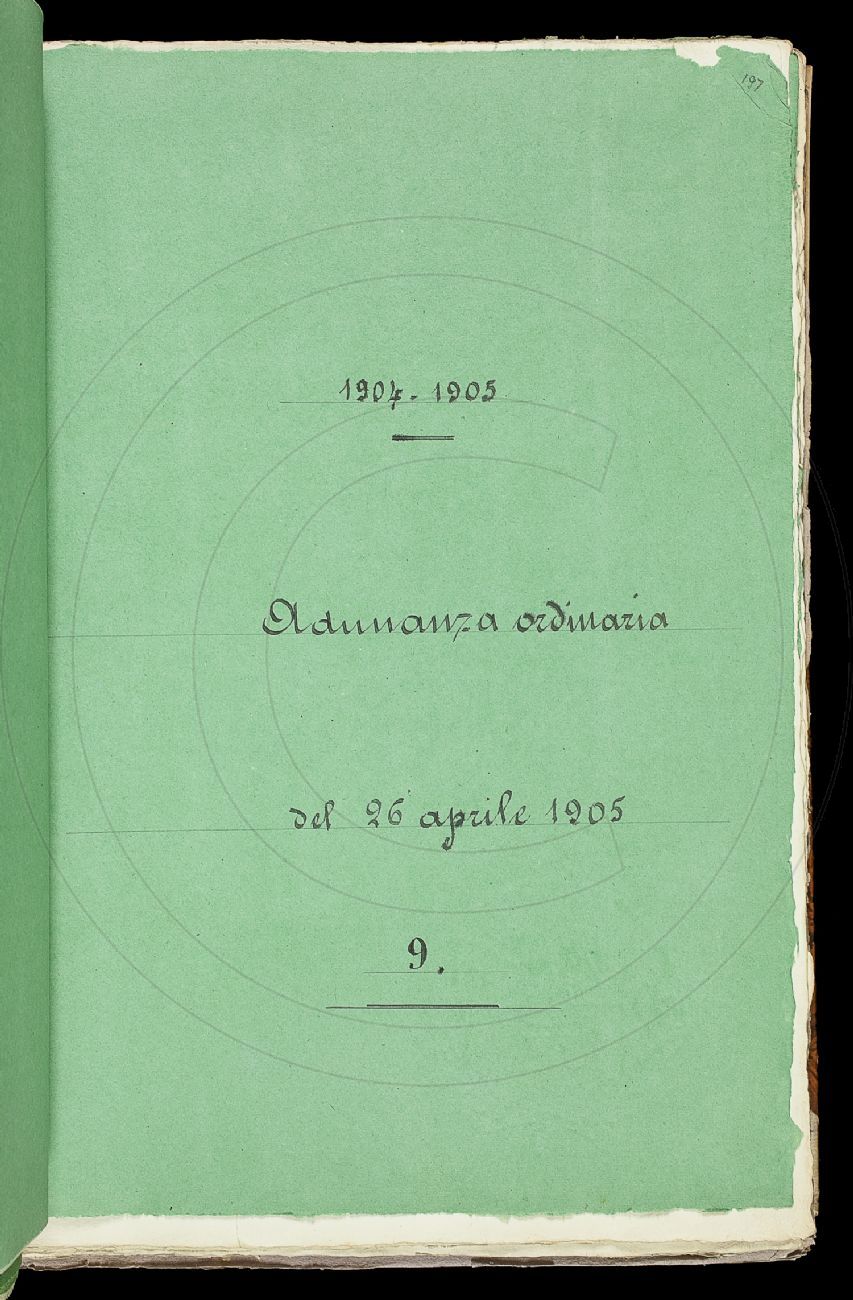 197
1904-1905
Adunanza ordinaria
del 26 aprile 1905
9.